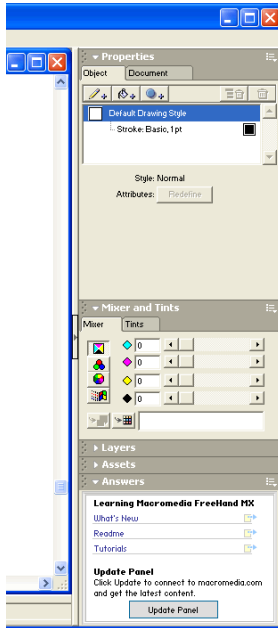 Properties
Object Document
Default Drawing Style
Stroke: Basic, 1pt
Style: Normal
Attributes: Redefine
Mixer and Tints
Mixer Tints
0
0
0
0
Layers
Assets
Answers
Learning Macromedia FreeHand MX
What's New
Readme
Tutorials
Update Panel
Click Update to connect to macromedia.com
and get the latest content.
Update Panel